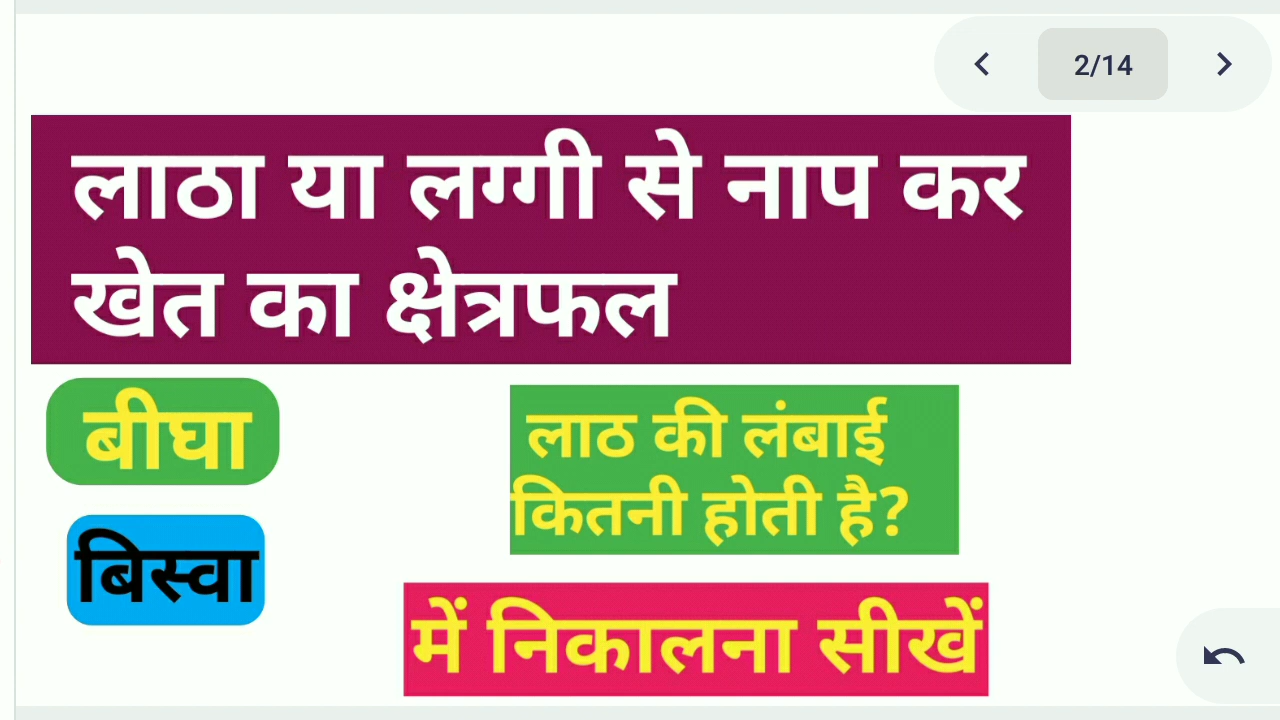 2/14
लाठा या लग्गी से नाप कर
खेत का क्षेत्रफल
बीघा
लाठ की लंबाई
कितनी होती है?
बिस्वा
में निकालना सीखें